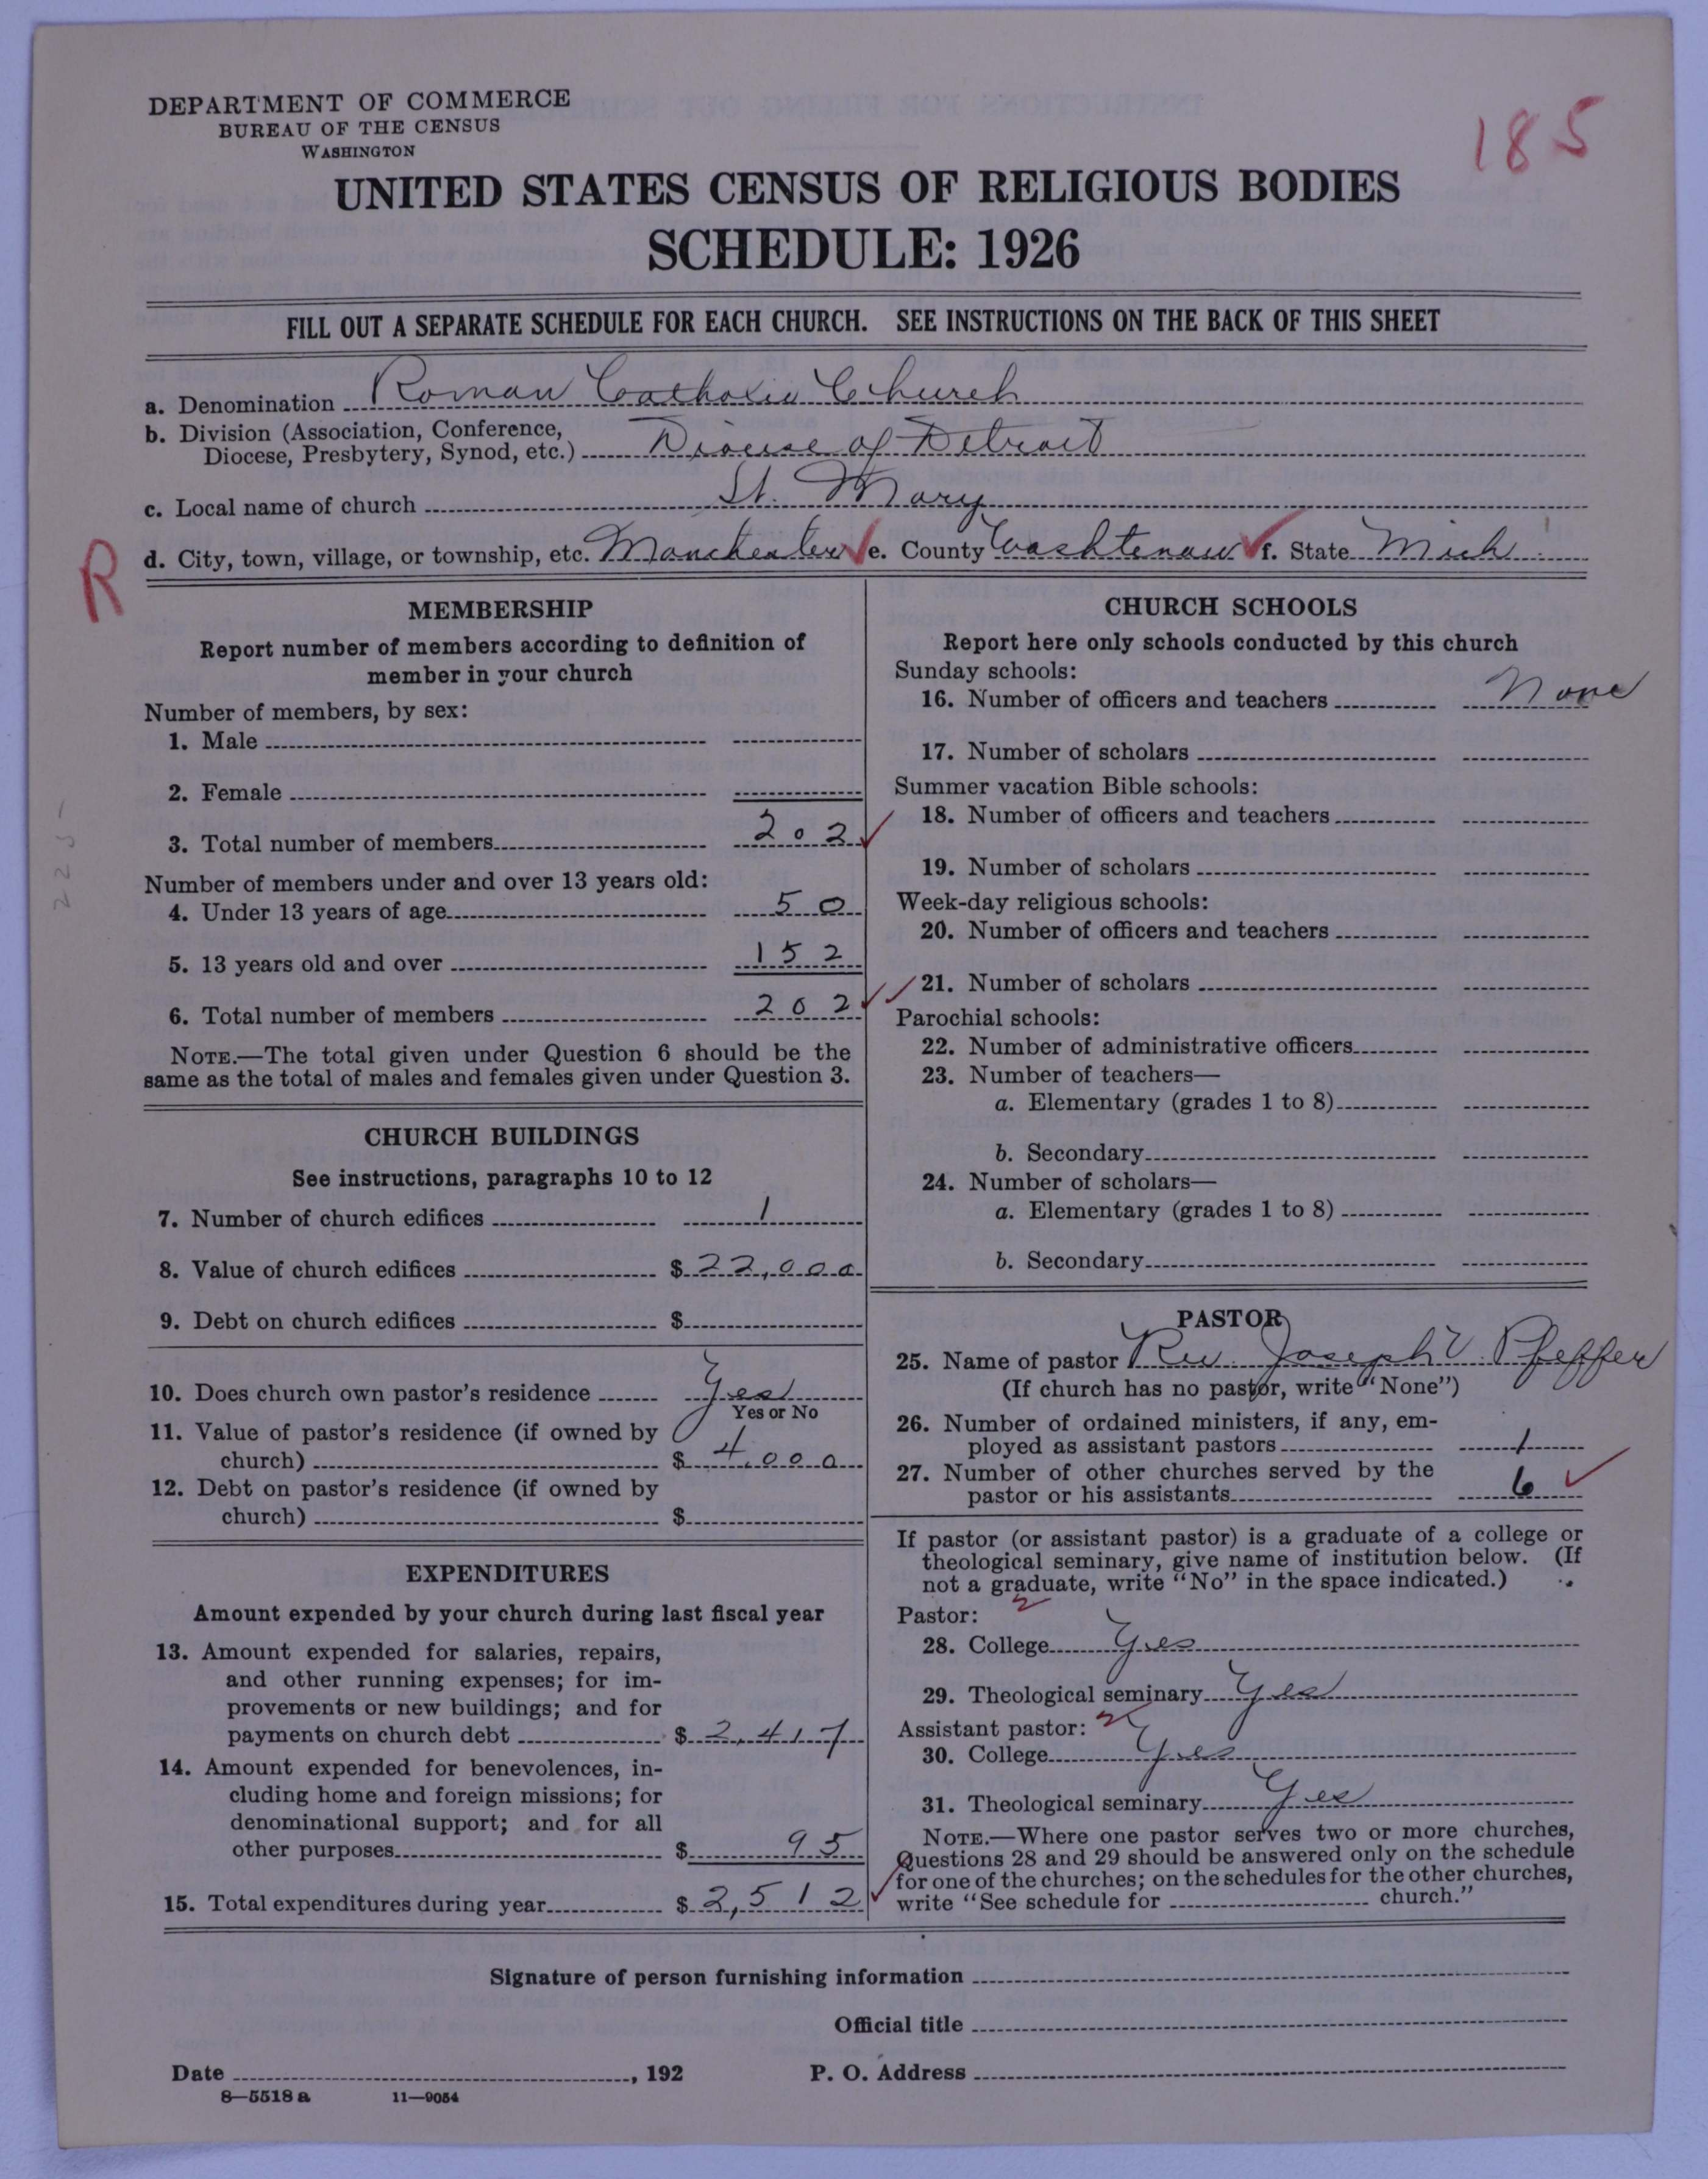 185
DEPARTMENT OF COMMERCE
BUREAU OF THE CENSUS
WASHINGTON
UNITED STATES CENSUS OF RELIGIOUS BODIES
SCHEDULE: 1926
FILL OUT A SEPARATE SCHEDULE FOR EACH CHURCH. SEE INSTRUCTIONS ON THE BACK OF THIS SHEET
a. Denomination Roman Catholic Church
b. Division (Association, Conference,
Diocese, Presbytery, Synod, etc.) Diocese of Detroit
c. Local name of church St. Mary
R
d. City, town, village, or township, etc. Manchester e. County Washtenaw f. State Mich
MEMBERSHIP
Report number of members according to definition of
member in your church
Number of members, by sex:
1. Male
2. Female
3. Total number of members 202
Number of members under and over 13 years old:
4. Under 13 years of age 50
5. 13 years old and over 152
6. Total number of members 202
NOTE.—The total given under Question 6 should be the
same as the total of males and females given under Question 3.
CHURCH BUILDINGS
See instructions, paragraphs 10 to 12
7. Number of church edifices 1
8. Value of church edifices $ 22,000
9. Debt on church edifices $
10. Does church own pastor's residence Yes
Yes or No
11. Value of pastor's residence (if owned by
church) $ 4,000
12. Debt on pastor's residence (if owned by
church) $
EXPENDITURES
Amount expended by your church during last fiscal year
13. Amount expended for salaries, repairs,
and other running expenses; for im-
provements or new buildings; and for
payments on church debt $ 2,417
14. Amount expended for benevolences, in-
cluding home and foreign missions; for
denominational support; and for all
other purposes $ 95
15. Total expenditures during year $ 2,512
CHURCH SCHOOLS
Report here only schools conducted by this church
Sunday schools:
16. Number of officers and teachers None
17. Number of scholars
Summer vacation Bible schools:
18. Number of officers and teachers
19. Number of scholars
Week-day religious schools:
20. Number of officers and teachers
21. Number of scholars
Parochial schools:
22. Number of administrative officers
23. Number of teachers—
a. Elementary (grades 1 to 8)
b. Secondary
24. Number of scholars—
a. Elementary (grades 1 to 8)
b. Secondary
PASTOR
25. Name of pastor Rev. Joseph V. Pfeffer
(If church has no pastor, write "None")
26. Number of ordained ministers, if any, em-
ployed as assistant pastors 1
27. Number of other churches served by the
pastor or his assistants 6
If pastor (or assistant pastor) is a graduate of a college or
theological seminary, give name of institution below. (If
not a graduate, write "No" in the space indicated.)
Pastor:
28. College Yes
29. Theological seminary Yes
Assistant pastor:
30. College Yes
31. Theological seminary Yes
NOTE.—Where one pastor serves two or more churches,
Questions 28 and 29 should be answered only on the schedule
for one of the churches; on the schedules for the other churches,
write "See schedule for church."
Signature of person furnishing information
Official title
Date , 192
P. O. Address
8—5518 a 11—9054